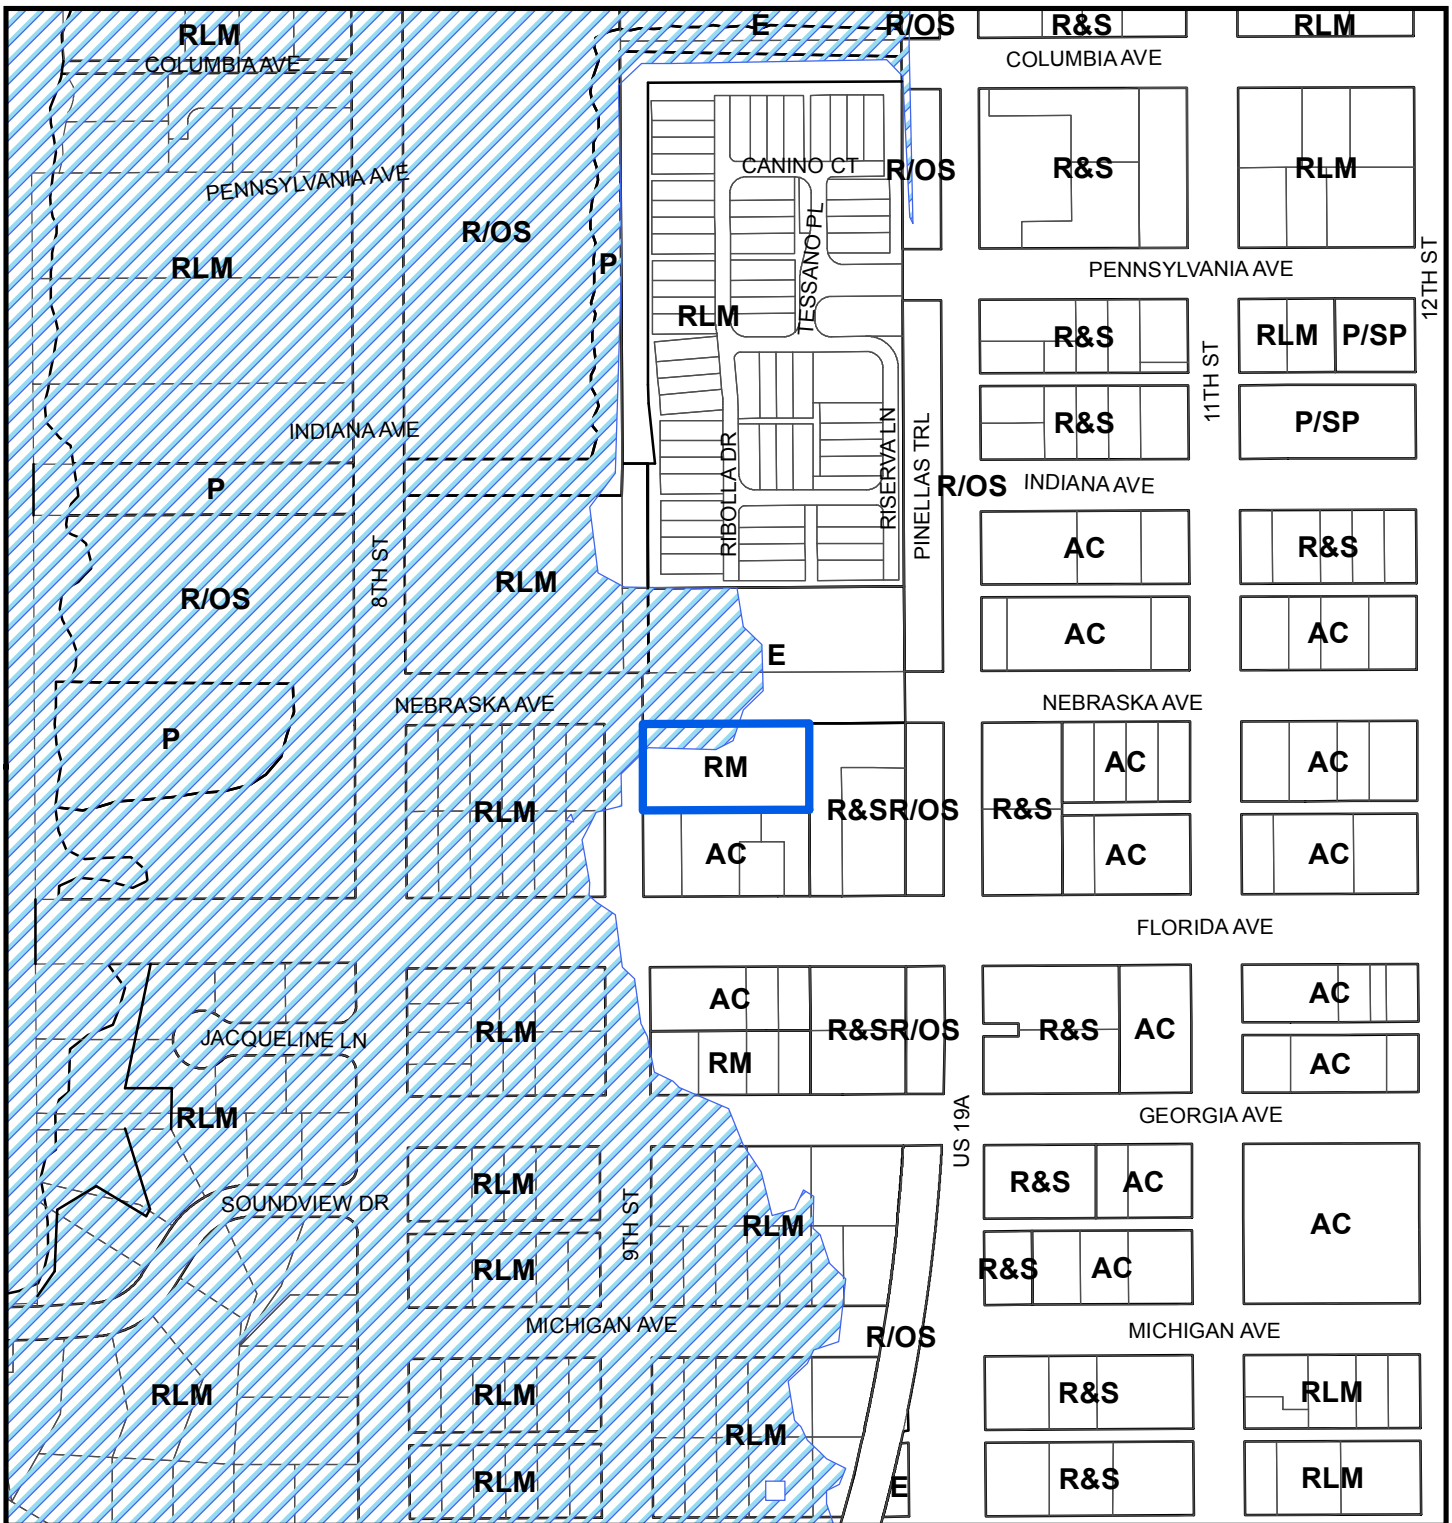 RLM
E
R/OS
R&S
RLM
COLUMBIA AVE
COLUMBIA AVE
CANINO CT
R/OS
R&S
RLM
PENNSYLVANIA AVE
R/OS
TESSANO PL
RLM
P
PENNSYLVANIA AVE
12TH ST
RLM
R&S
RLM
P/SP
11TH ST
INDIANA AVE
R&S
P/SP
RIBOLLA DR
RISERVA LN
PINELLAS TRL
P
R/OS
INDIANA AVE
AC
R&S
8TH ST
R/OS
RLM
AC
AC
E
NEBRASKA AVE
NEBRASKA AVE
P
RM
AC
AC
RLM
R&S
R/OS
R&S
AC
AC
AC
FLORIDA AVE
AC
AC
JACQUELINE LN
RLM
R&S
R/OS
R&S
AC
RM
AC
RLM
US 19A
GEORGIA AVE
RLM
R&S
AC
SOUNDVIEW DR
9TH ST
RLM
AC
RLM
R&S
AC
MICHIGAN AVE
R/OS
MICHIGAN AVE
RLM
RLM
R&S
RLM
RLM
RLM
E
R&S
RLM